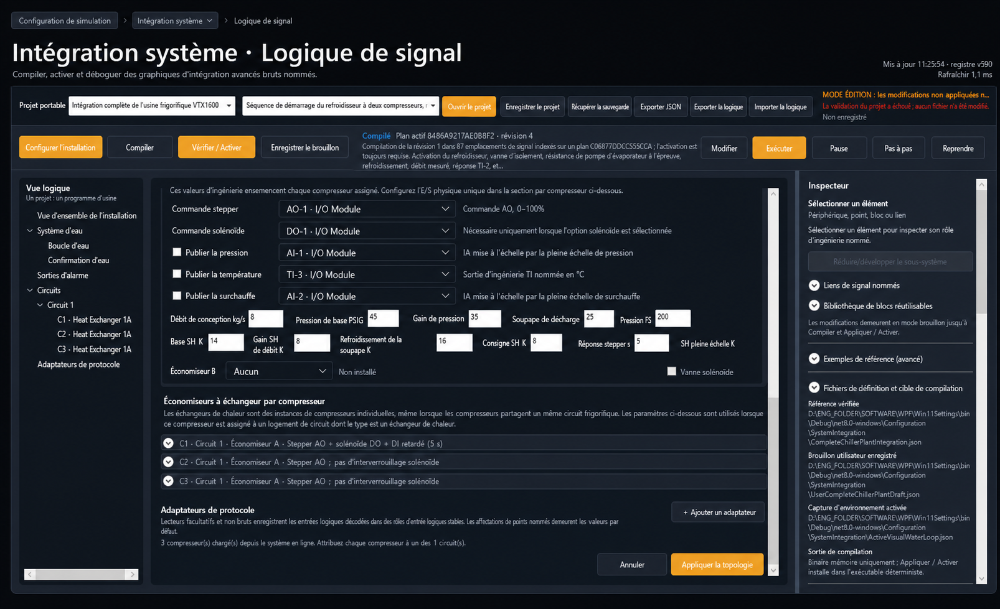 Configuration de simulation
Intégration système
Logique de signal
Intégration système · Logique de signal
Compiler, activer et déboguer des graphiques d'intégration avancés bruts nommés.
Mis à jour 11:25:54 · registre v590
Rafraîchir 1,1 ms
Projet portable
Intégration complète de l'usine frigorifique VTX1600
Séquence de démarrage du refroidisseur à deux compresseurs, r
Ouvrir le projet
Enregistrer le projet
Récupérer la sauvegarde
Exporter JSON
Exporter la logique
Importer la logique
MODE ÉDITION : les modifications non appliquées n...
La validation du projet a échoué ; aucun fichier n'a été modifié.
Non enregistré
Configurer l'installation
Compiler
Vérifier / Activer
Enregistrer le brouillon
Compilé Plan actif 8486A9217AE0B8F2 · révision 4
Compilation de la révision 1 dans 87 emplacements de signal indexés sur un plan C06877DDCC555CCA ; l'activation est
toujours requise. Activation du refroidisseur, vanne d'isolement, résistance de pompe d'évaporateur à l'épreuve,
refroidissement, débit mesuré, réponse TI-2, et...
Modifier
Exécuter
Pause
Pas à pas
Reprendre
Vue logique
Un projet : un programme d'usine
Vue d'ensemble de l'installation
Système d'eau
Boucle d'eau
Confirmation d'eau
Sorties d'alarme
Circuits
Circuit 1
C1 · Heat Exchanger 1A
C2 · Heat Exchanger 1A
C3 · Heat Exchanger 1A
Adaptateurs de protocole
Ces valeurs d'ingénierie ensemencent chaque compresseur assigné. Configurez l'E/S physique unique dans la section par compresseur ci-dessous.
Commande stepper
AO-1 · I/O Module
Commande AO, 0–100%
Commande solénoïde
DO-1 · I/O Module
Nécessaire uniquement lorsque l'option solénoïde est sélectionnée
Publier la pression
AI-1 · I/O Module
IA mise à l'échelle par la pleine échelle de pression
Publier la température
TI-3 · I/O Module
Sortie d'ingénierie TI nommée en °C
Publier la surchauffe
AI-2 · I/O Module
IA mise à l'échelle par la pleine échelle de surchauffe
Débit de conception kg/s 8
Pression de base PSIG 45
Gain de pression 35
Soupape de décharge 25
Pression FS 200
Base SH K 14
Gain SH
de débit K
8
Refroidissement de la
soupape K
16
Consigne SH K 8
Réponse stepper s 5
SH pleine échelle K
Économiseur B
Aucun
Non installé
Vanne solénoïde
Économiseurs à échangeur par compresseur
Les échangeurs de chaleur sont des instances de compresseurs individuelles, même lorsque les compresseurs partagent un même circuit frigorifique. Les paramètres ci-dessous sont utilisés lorsque
ce compresseur est assigné à un logement de circuit dont le type est un échangeur de chaleur.
C1 · Circuit 1 · Économiseur A · Stepper AO + solénoïde DO + DI retardé (5 s)
C2 · Circuit 1 · Économiseur A · Stepper AO ; pas d'interverrouillage solénoïde
C3 · Circuit 1 · Économiseur A · Stepper AO ; pas d'interverrouillage solénoïde
Adaptateurs de protocole
Lecteurs facultatifs et non bruts enregistrent les entrées logiques décodées dans des rôles d'entrée logiques stables. Les affectations de points nommés demeurent les valeurs par
défaut.
3 compresseur(s) chargé(s) depuis le système en ligne. Attribuez chaque compresseur à un des 1 circuit(s).
+ Ajouter un adaptateur
Annuler
Appliquer la topologie
Inspecteur
Sélectionner un élément
Périphérique, point, bloc ou lien
Sélectionner un élément pour inspecter son rôle
d'ingénierie nommé.
Réduire/développer le sous-système
Liens de signal nommés
Bibliothèque de blocs réutilisables
Les modifications demeurent en mode brouillon jusqu'à
Compiler et Appliquer / Activer.
Exemples de référence (avancé)
Fichiers de définition et cible de compilation
Référence vérifiée
D:\ENG_FOLDER\SOFTWARE\WPF\Win11Settings\bin
\Debug\net8.0-windows\Configuration
\SystemIntegration
\CompleteChillerPlantIntegration.json
Brouillon utilisateur enregistré
D:\ENG_FOLDER\SOFTWARE\WPF\Win11Settings\bin
\Debug\net8.0-windows\Configuration
\SystemIntegration
\UserCompleteChillerPlantDraft.json
Capture d'environnement activée
D:\ENG_FOLDER\SOFTWARE\WPF\Win11Settings\bin
\Debug\net8.0-windows\Configuration
\SystemIntegration\ActiveVisualWaterLoop.json
Sortie de compilation
Binaire mémoire uniquement ; Appliquer / Activer
installe dans l'exécutable déterministe.